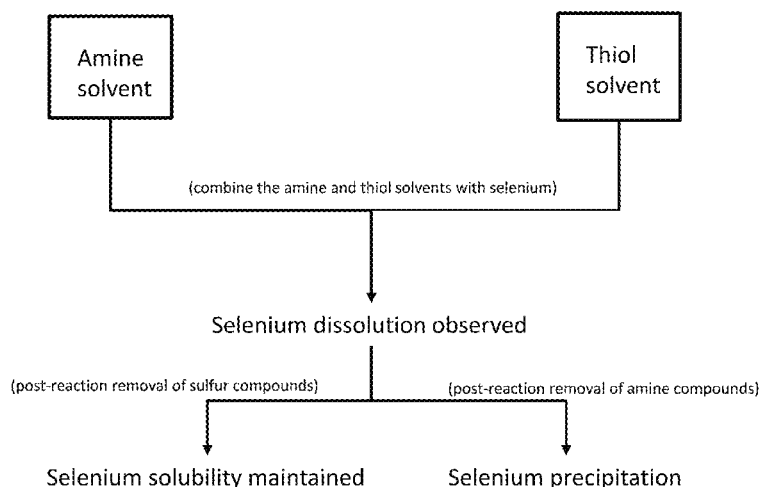 Amine
solvent
Thiol
solvent
(combine the amine and thiol solvents with selenium)
Selenium dissolution observed
(post-reaction removal of sulfur compounds)
(post-reaction removal of amine compounds)
Selenium solubility maintained
Selenium precipitation